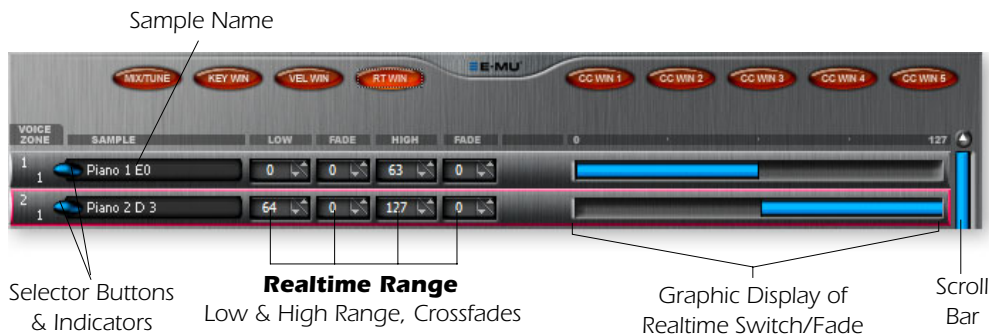 Sample Name
E-MU
MIX/TUNE KEY WIN VEL WIN RT WIN CC WIN 1 CC WIN 2 CC WIN 3 CC WIN 4 CC WIN 5
VOICE
ZONE SAMPLE LOW FADE HIGH FADE 0 127
1
1 Piano 1 E0 0 0 63 0
2
1 Piano 2 D 3 64 0 127 0
Selector Buttons
& Indicators
Realtime Range
Low & High Range, Crossfades
Graphic Display of
Realtime Switch/Fade
Scroll
Bar